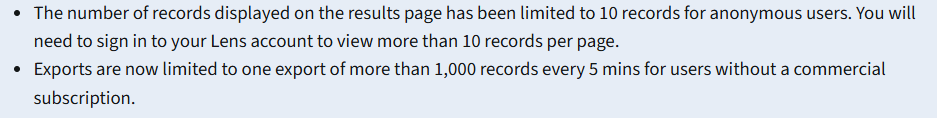 • The number of records displayed on the results page has been limited to 10 records for anonymous users. You will
need to sign in to your Lens account to view more than 10 records per page.
• Exports are now limited to one export of more than 1,000 records every 5 mins for users without a commercial
subscription.